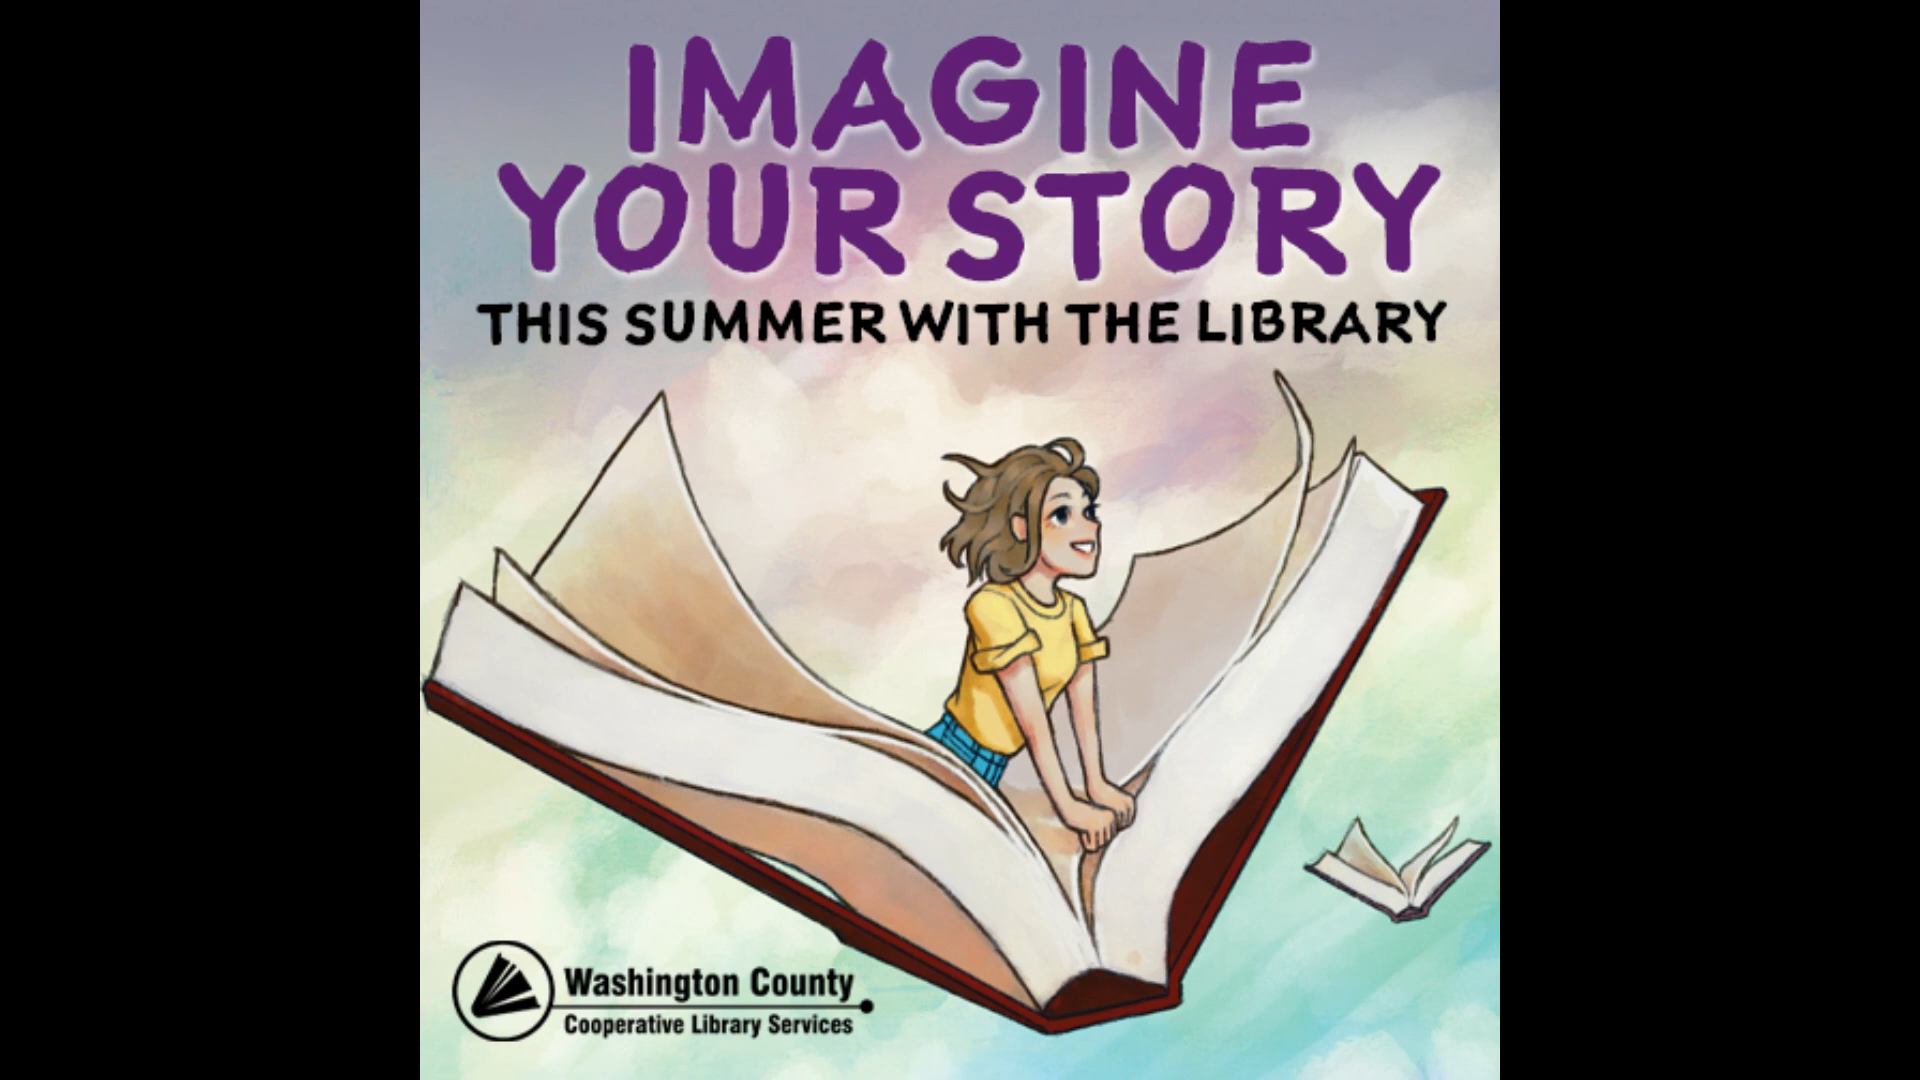 IMAGINE
YOUR STORY
THIS SUMMER WITH THE LIBRARY
Washington County
Cooperative Library Services